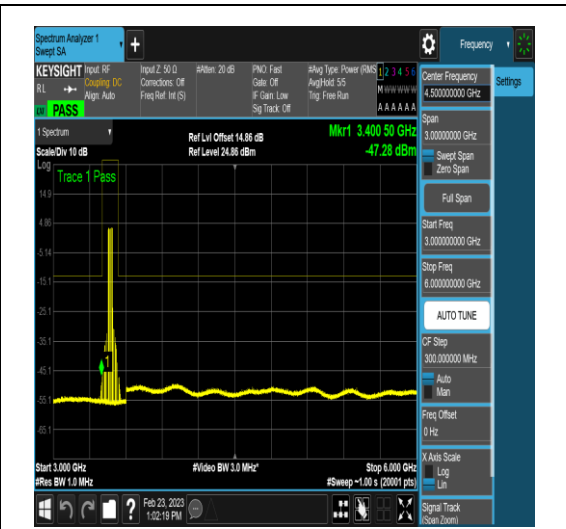 Spectrum Analyzer 1
Swept SA
+
Frequency
KEYSIGHT
RL
PASS
Input: RF
Coupling: DC
Align: Auto
Input Z: 50 Ω
Corrections: Off
Freq Ref: Int (S)
#Atten: 20 dB
PNO: Fast
Gate: Off
IF Gain: Low
Sig Track: Off
#Avg Type: Power (RMS
Avg|Hold: 5/5
Trig: Free Run
1 2 3 4 5 6
M W W W W W
A A A A A A
1 Spectrum
Scale/Div 10 dB
Ref Lvl Offset 14.86 dB
Ref Level 24.86 dBm
Mkr1 3.400 50 GHz
-47.28 dBm
Log
Trace 1 Pass
14.9
4.86
-5.14
-15.1
-25.1
-35.1
-45.1
-55.1
-65.1
1
Start 3.000 GHz
#Res BW 1.0 MHz
#Video BW 3.0 MHz*
Stop 6.000 GHz
#Sweep ~1.00 s (20001 pts)
?
Feb 23, 2023
1:02:19 PM
Settings
Center Frequency
4.500000000 GHz
Span
3.00000000 GHz
Swept Span
Zero Span
Full Span
Start Freq
3.000000000 GHz
Stop Freq
6.000000000 GHz
AUTO TUNE
CF Step
300.000000 MHz
Auto
Man
Freq Offset
0 Hz
X Axis Scale
Log
Lin
Signal Track
(Span Zoom)